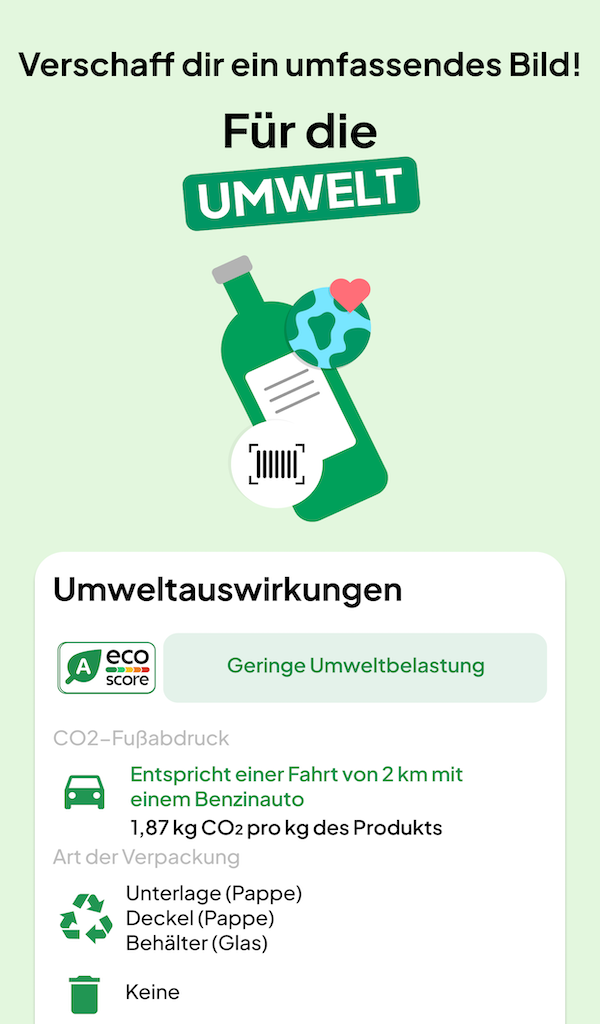 Verschaff dir ein umfassendes Bild!
Für die
UMWELT
Umweltauswirkungen
A eco
score
Geringe Umweltbelastung
CO2-Fußabdruck
Entspricht einer Fahrt von 2 km mit
einem Benzinauto
1,87 kg CO₂ pro kg des Produkts
Art der Verpackung
Unterlage (Pappe)
Deckel (Pappe)
Behälter (Glas)
Keine